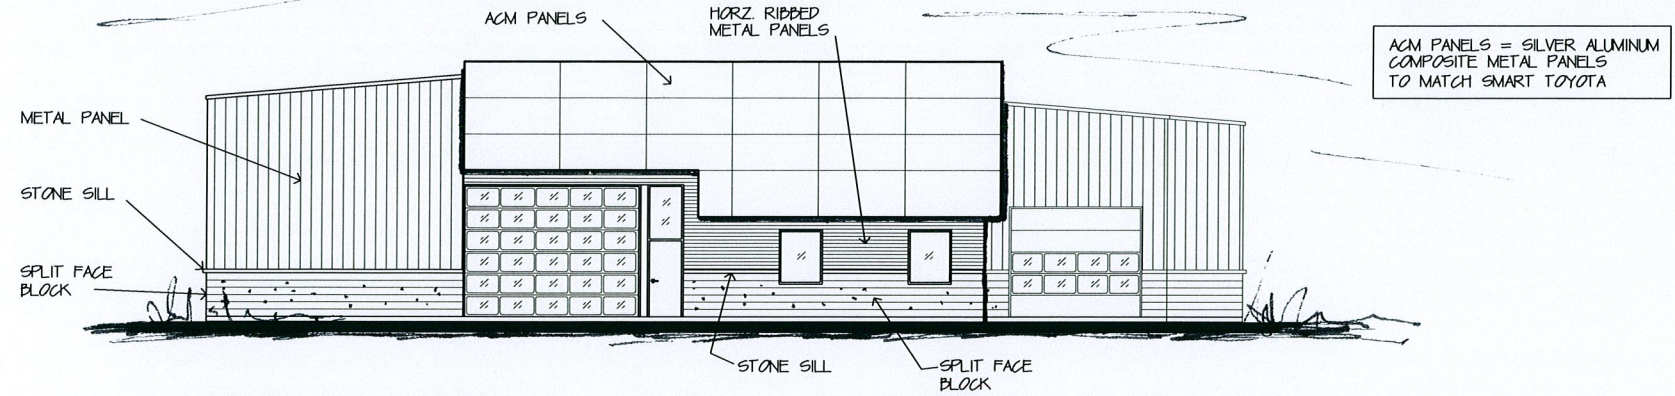 ACM PANELS
HORZ. RIBBED
METAL PANELS
ACM PANELS = SILVER ALUMINUM
COMPOSITE METAL PANELS
TO MATCH SMART TOYOTA
METAL PANEL
STONE SILL
SPLIT FACE
BLOCK
STONE SILL
SPLIT FACE
BLOCK